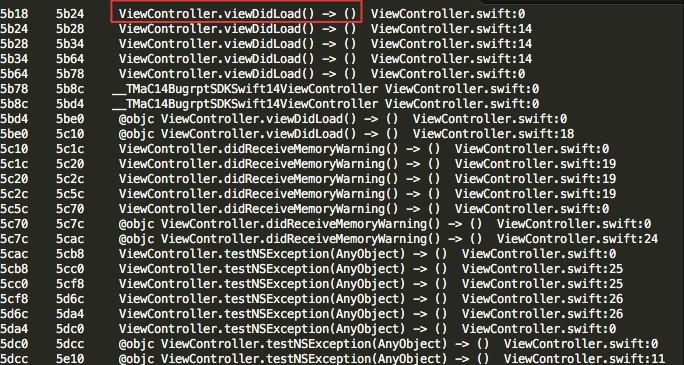 5b18 5b24 ViewController.viewDidLoad() -> () ViewController.swift:0
5b24 5b28 ViewController.viewDidLoad() -> () ViewController.swift:14
5b28 5b34 ViewController.viewDidLoad() -> () ViewController.swift:14
5b34 5b64 ViewController.viewDidLoad() -> () ViewController.swift:14
5b64 5b78 ViewController.viewDidLoad() -> () ViewController.swift:0
5b78 5b8c __TMaC14BugrptSDKSwift14ViewController ViewController.swift:0
5b8c 5bd4 __TMaC14BugrptSDKSwift14ViewController ViewController.swift:0
5bd4 5be0 @objc ViewController.viewDidLoad() -> () ViewController.swift:0
5be0 5c10 @objc ViewController.viewDidLoad() -> () ViewController.swift:18
5c10 5c1c ViewController.didReceiveMemoryWarning() -> () ViewController.swift:0
5c1c 5c20 ViewController.didReceiveMemoryWarning() -> () ViewController.swift:19
5c20 5c2c ViewController.didReceiveMemoryWarning() -> () ViewController.swift:19
5c2c 5c5c ViewController.didReceiveMemoryWarning() -> () ViewController.swift:19
5c5c 5c70 ViewController.didReceiveMemoryWarning() -> () ViewController.swift:0
5c70 5c7c @objc ViewController.didReceiveMemoryWarning() -> () ViewController.swift:0
5c7c 5cac @objc ViewController.didReceiveMemoryWarning() -> () ViewController.swift:24
5cac 5cb8 ViewController.testNSException(AnyObject) -> () ViewController.swift:0
5cb8 5cc0 ViewController.testNSException(AnyObject) -> () ViewController.swift:25
5cc0 5cf8 ViewController.testNSException(AnyObject) -> () ViewController.swift:25
5cf8 5d6c ViewController.testNSException(AnyObject) -> () ViewController.swift:26
5d6c 5da4 ViewController.testNSException(AnyObject) -> () ViewController.swift:26
5da4 5dc0 ViewController.testNSException(AnyObject) -> () ViewController.swift:0
5dc0 5dcc @objc ViewController.testNSException(AnyObject) -> () ViewController.swift:0
5dcc 5e10 @objc ViewController.testNSException(AnyObject) -> () ViewController.swift:11